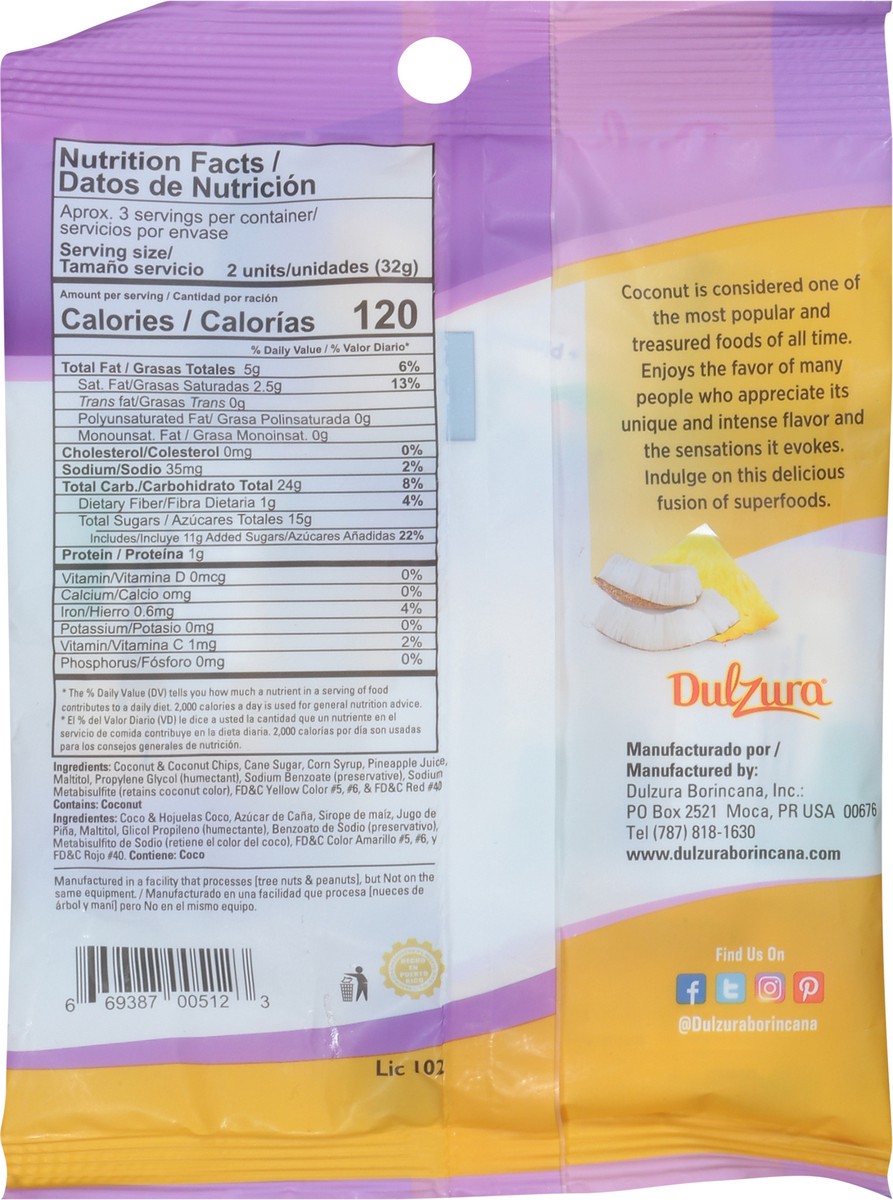 Nutrition Facts /
Datos de Nutrición
Aprox. 3 servings per container/
servicios por envase
Serving size/
Tamaño servicio 2 units/unidades (32g)
Amount per serving / Cantidad por ración
Calories / Calorías 120
% Daily Value / % Valor Diario*
Total Fat / Grasas Totales 5g 6%
Sat. Fat/Grasas Saturadas 2.5g 13%
Trans fat/Grasas Trans 0g
Polyunsaturated Fat/ Grasa Polinsaturada 0g
Monounsat. Fat / Grasa Monoinsat. 0g
Cholesterol/Colesterol 0mg 0%
Sodium/Sodio 35mg 2%
Total Carb./Carbohidrato Total 24g 8%
Dietary Fiber/Fibra Dietaria 1g 4%
Total Sugars / Azúcares Totales 15g
Includes/Incluye 11g Added Sugars/Azúcares Añadidas 22%
Protein / Proteína 1g
Vitamin/Vitamina D 0mcg 0%
Calcium/Calcio omg 0%
Iron/Hierro 0.6mg 4%
Potassium/Potasio 0mg 0%
Vitamin/Vitamina C 1mg 2%
Phosphorus/Fósforo 0mg 0%
* The % Daily Value (DV) tells you how much a nutrient in a serving of food
contributes to a daily diet. 2,000 calories a day is used for general nutrition advice.
* El % del Valor Diario (VD) le dice a usted la cantidad que un nutriente en el
servicio de comida contribuye en la dieta diaria. 2,000 calorías por día son usadas
para los consejos generales de nutrición.
Ingredients: Coconut & Coconut Chips, Cane Sugar, Corn Syrup, Pineapple Juice,
Maltitol, Propylene Glycol (humectant), Sodium Benzoate (preservative), Sodium
Metabisulfite (retains coconut color), FD&C Yellow Color #5, #6, & FD&C Red #40
Contains: Coconut
Ingredientes: Coco & Hojuelas Coco, Azúcar de Caña, Sirope de maíz, Jugo de
Piña, Maltitol, Glicol Propileno (humectante), Benzoato de Sodio (preservativo),
Metabisulfito de Sodio (retiene el color del coco), FD&C Color Amarillo #5, #6, y
FD&C Rojo #40. Contiene: Coco
Manufactured in a facility that processes [tree nuts & peanuts], but Not on the
same equipment. / Manufacturado en una facilidad que procesa [nueces de
árbol y maní] pero No en el mismo equipo.
6 69387 00512 3
Lic 102
Coconut is considered one of
the most popular and
treasured foods of all time.
Enjoys the favor of many
people who appreciate its
unique and intense flavor and
the sensations it evokes.
Indulge on this delicious
fusion of superfoods.
Dulzura®
Manufacturado por /
Manufactured by:
Dulzura Borincana, Inc.:
PO Box 2521 Moca, PR USA 00676
Tel (787) 818-1630
www.dulzuraborincana.com
Find Us On
@Dulzuraborincana